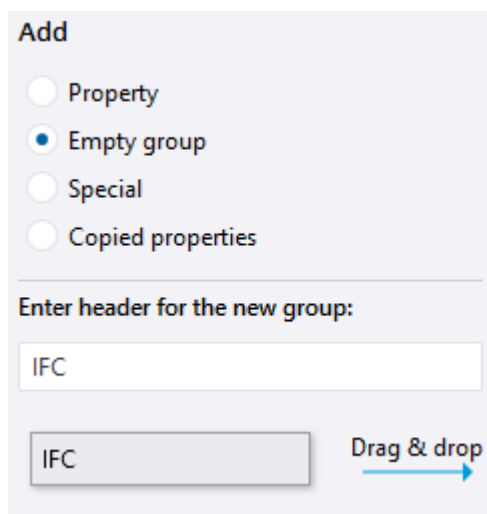 Add
Property
Empty group
Special
Copied properties
Enter header for the new group:
IFC
IFC
Drag & drop